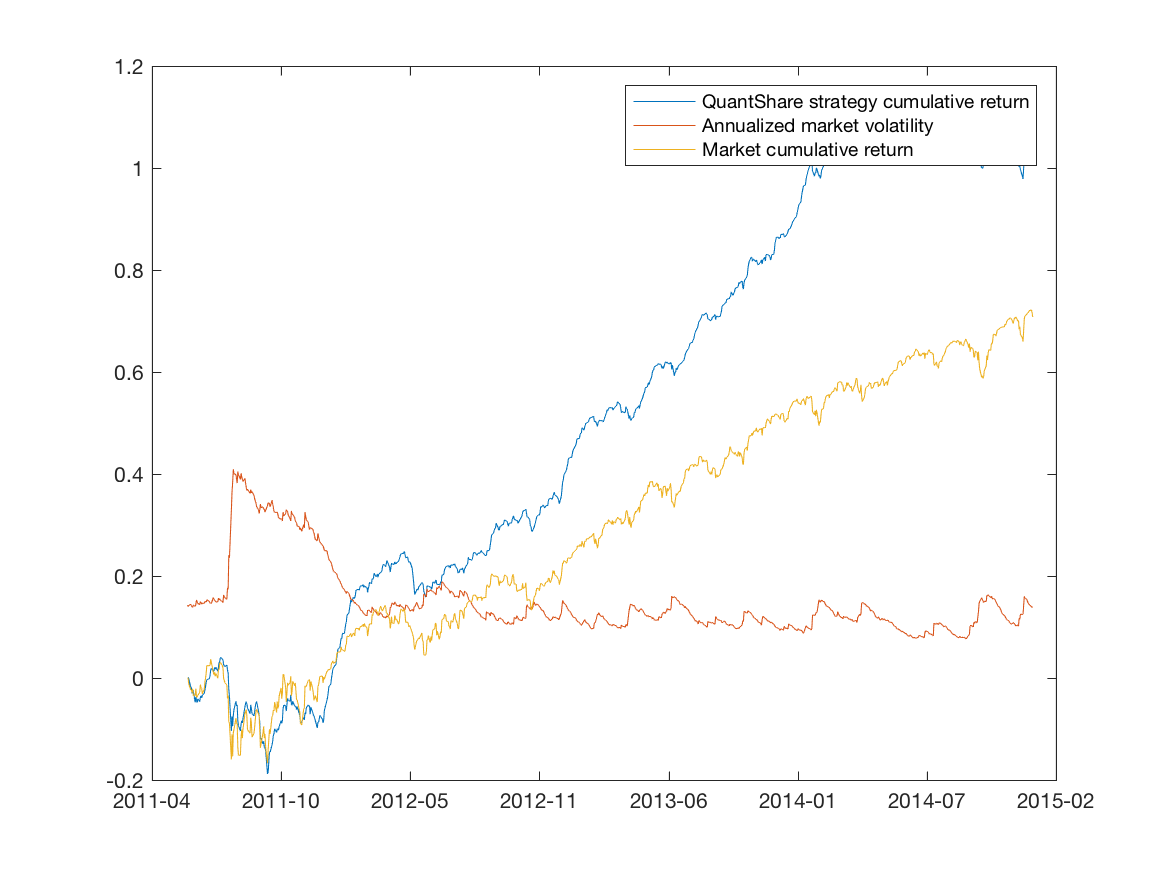 1.2
QuantShare strategy cumulative return
Annualized market volatility
Market cumulative return
1
0.8
0.6
0.4
0.2
0
-0.2
2011-04 2011-10 2012-05 2012-11 2013-06 2014-01 2014-07 2015-02